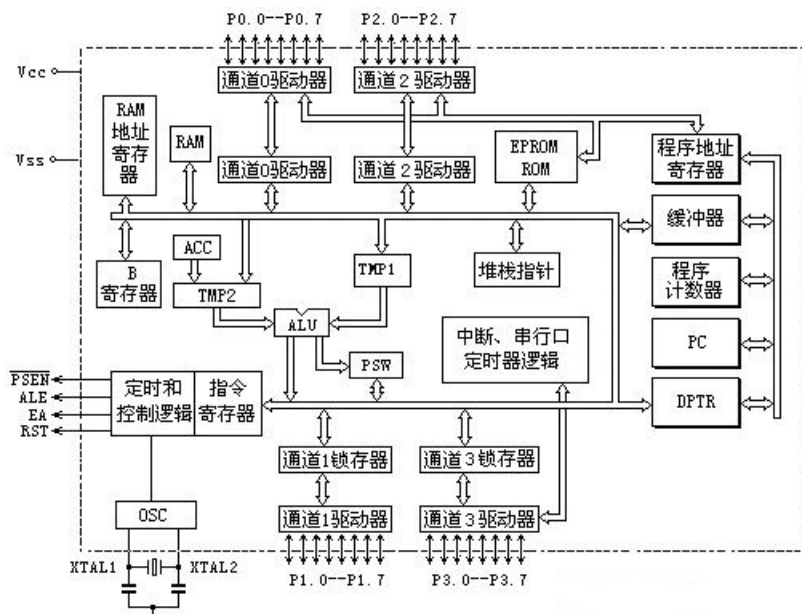 P0.0--P0.7
P2.0--P2.7
Vcc
通道0驱动器
通道2驱动器
RAM
地址
寄存
器
RAM
EPROM
ROM
程序地址
寄存器
Vss
通道0驱动器
通道2驱动器
缓冲器
ACC
B
寄存器
TMP2
TMP1
堆栈指针
程序
计数器
ALU
中断、串行口
定时器逻辑
PC
PSW
PSEN
ALE
EA
RST
定时和
控制逻辑
指令
寄存器
DPTR
通道1锁存器
通道3锁存器
OSC
通道1驱动器
通道3驱动器
XTAL1
XTAL2
P1.0--P1.7
P3.0--P3.7